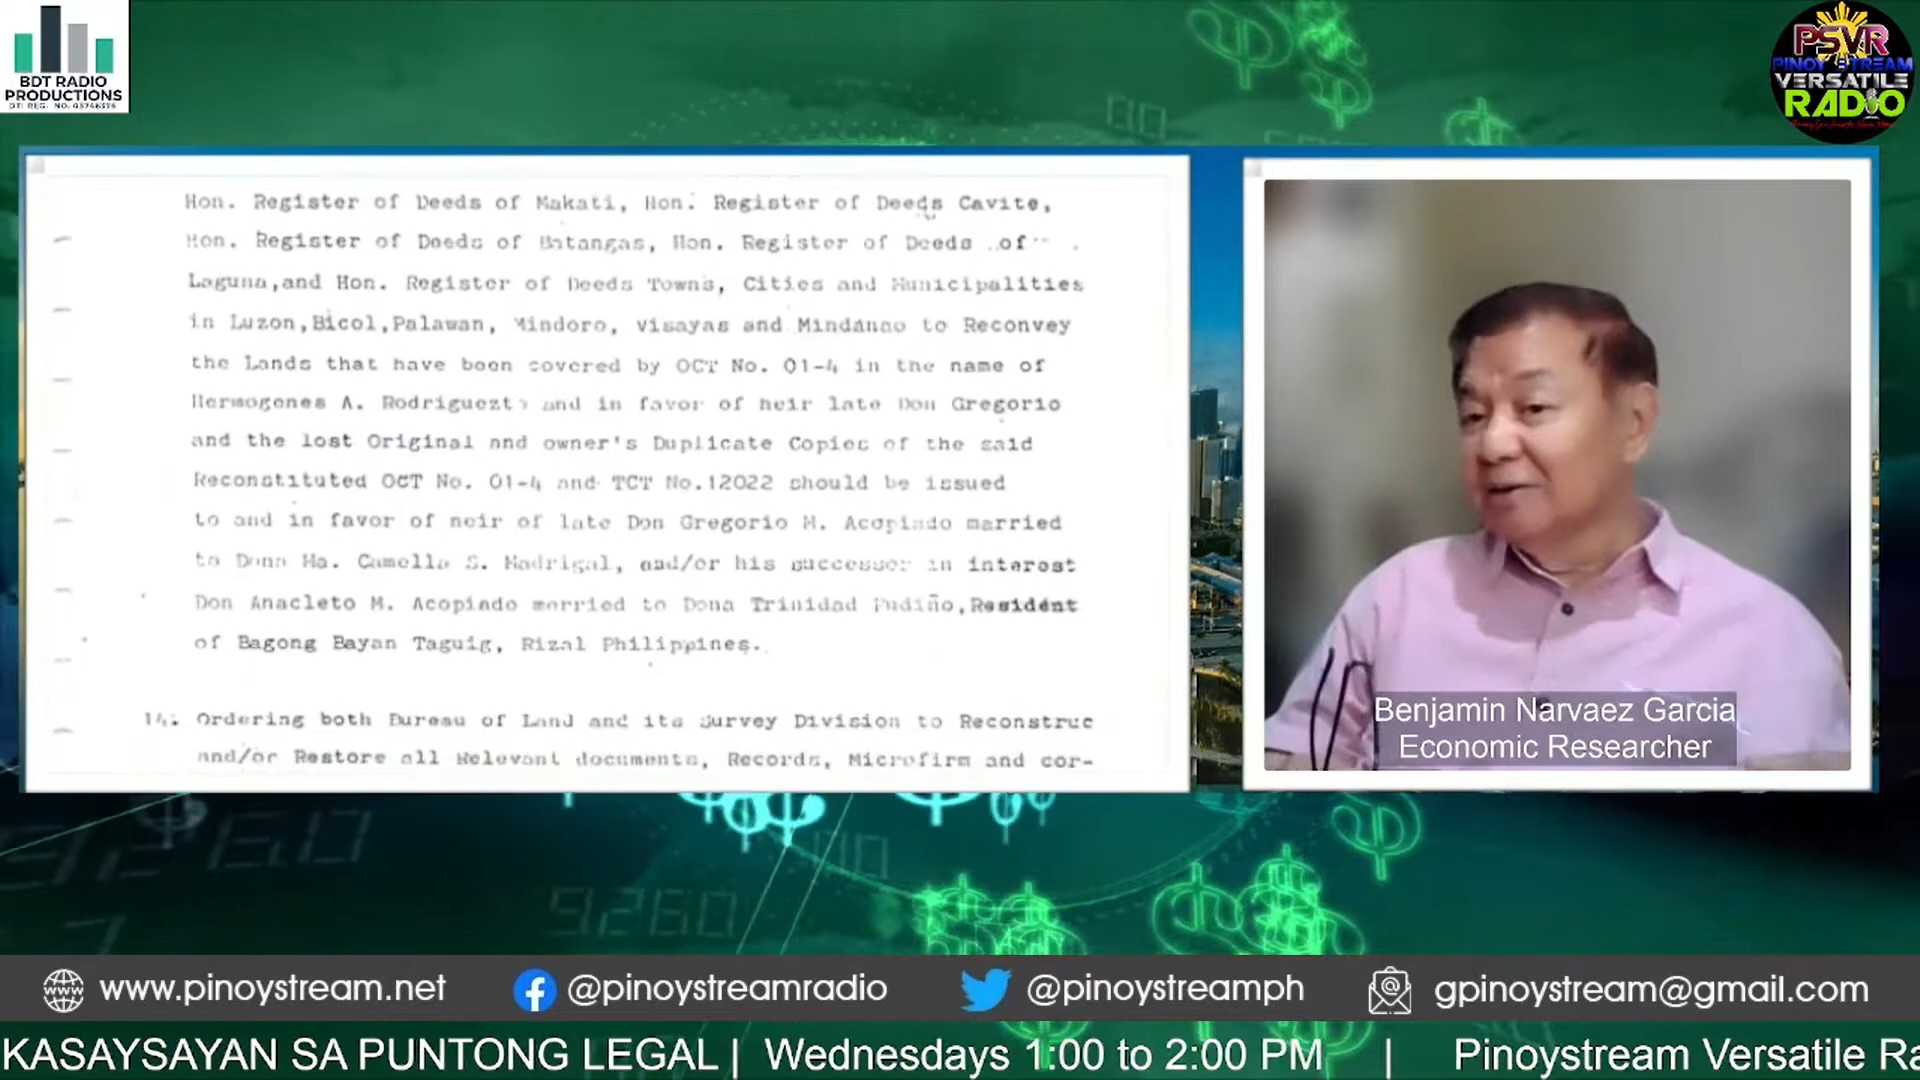 BDT RADIO
PRODUCTIONS
DTI REG. NO. 03746376
PSVR
PINOY STREAM
VERSATILE
RADIO
Hon. Register of Deeds of Makati, Hon. Register of Deeds Cavite,
Hon. Register of Deeds of Batangas, Hon. Register of Deeds of
Laguna,and Hon. Register of Deeds Towns, Cities and Municipalities
in Luzon,Bicol,Palawan, Mindoro, Visayas and Mindanao to Reconvey
the Lands that have been covered by OCT No. 01-4 in the name of
Hermogenes A. Rodriguez and in favor of heir late Don Gregorio
and the lost Original and owner's Duplicate Copies of the said
Reconstituted OCT No. 01-4 and TCT No.12022 should be issued
to and in favor of heir of late Don Gregorio M. Acopiado married
to Dona Ma. Camella S. Madrigal, and/or his successor in interest
Don Anacleto M. Acopiado married to Dona Trinidad Pudiño,Resident
of Bagong Bayan Taguig, Rizal Philippines.
14. Ordering both Bureau of Land and its Survey Division to Reconstruc
and/or Restore all Relevant documents, Records, Microfirm and cor-
Benjamin Narvaez Garcia
Economic Researcher
9260
www.pinoystream.net @pinoystreamradio @pinoystreamph gpinoystream@gmail.com
KASAYSAYAN SA PUNTONG LEGAL | Wednesdays 1:00 to 2:00 PM | Pinoystream Versatile Ra